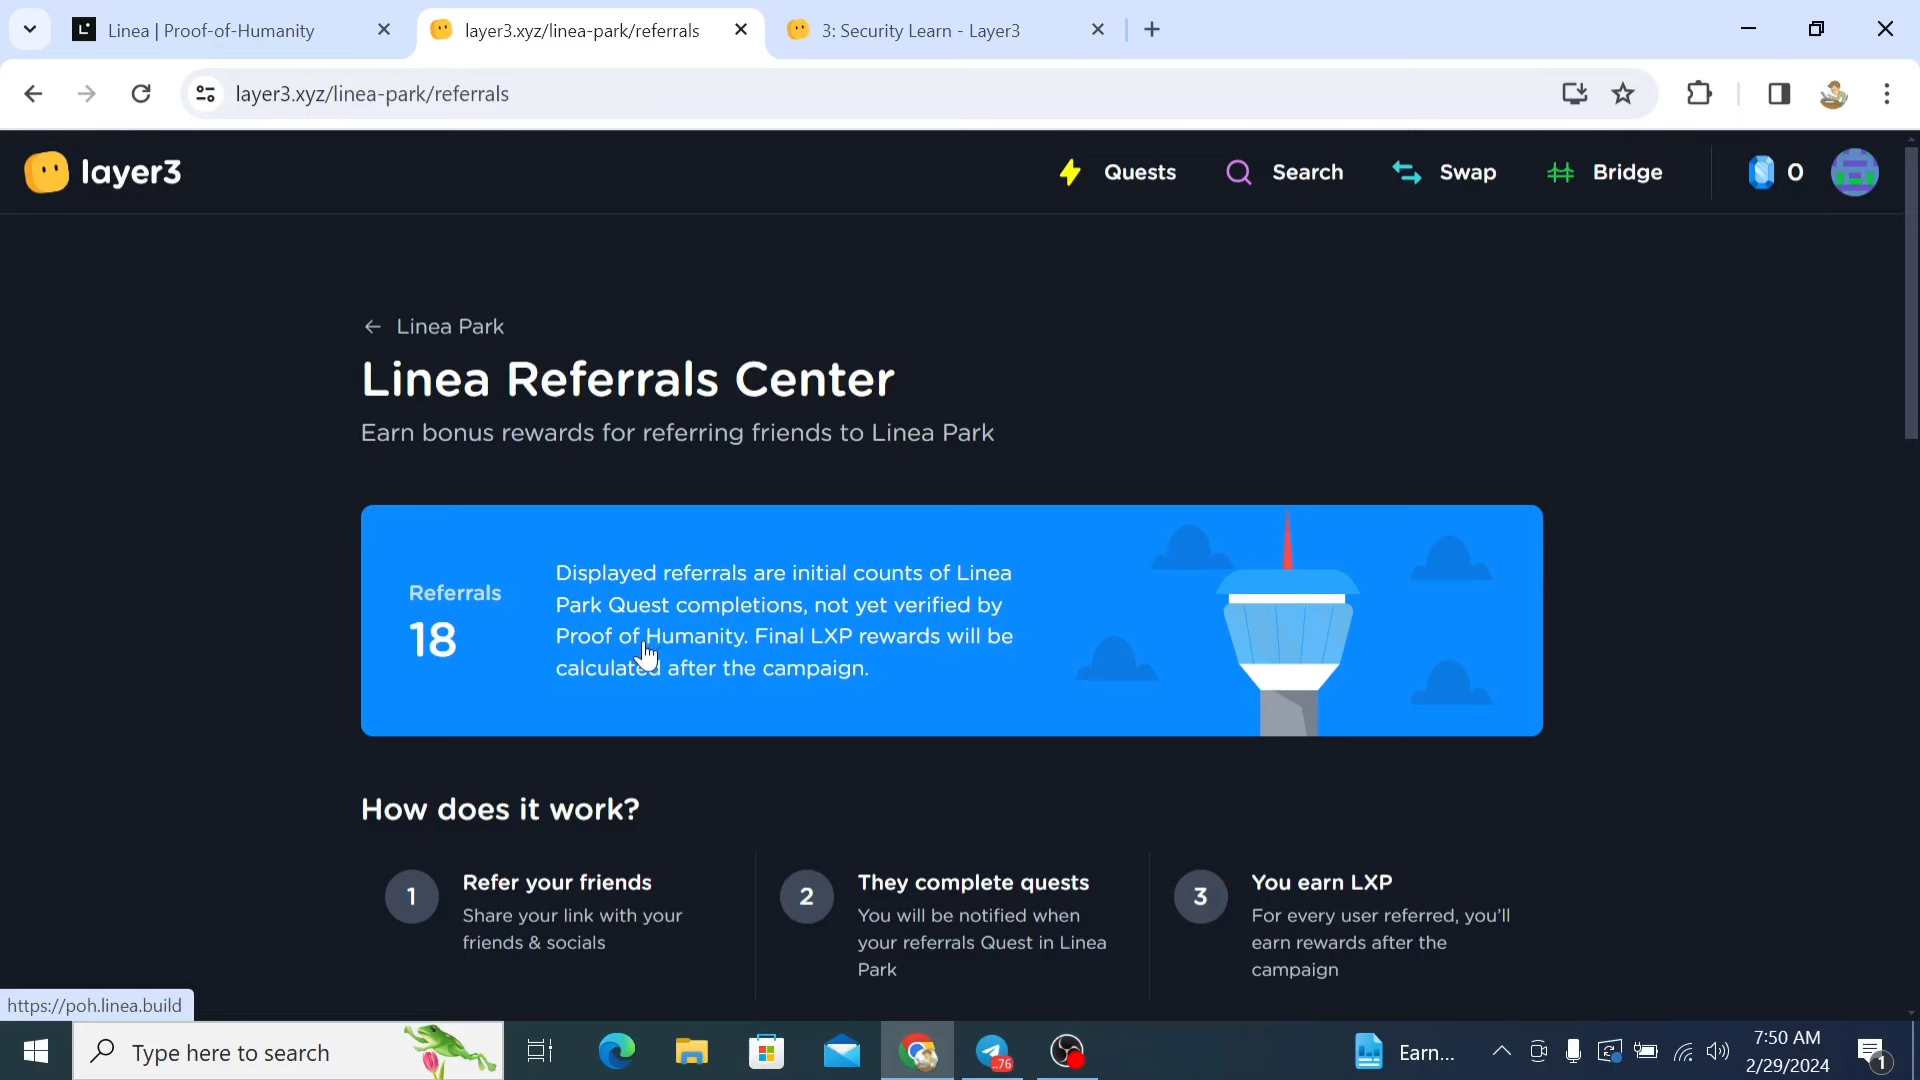 Linea | Proof-of-Humanity
layer3.xyz/linea-park/referrals
3: Security Learn - Layer3
layer3.xyz/linea-park/referrals
layer3
Quests
Search
Swap
Bridge
0
← Linea Park
Linea Referrals Center
Earn bonus rewards for referring friends to Linea Park
Referrals
18
Displayed referrals are initial counts of Linea
Park Quest completions, not yet verified by
Proof of Humanity. Final LXP rewards will be
calculated after the campaign.
How does it work?
1
Refer your friends
Share your link with your
friends & socials
2
They complete quests
You will be notified when
your referrals Quest in Linea
Park
3
You earn LXP
For every user referred, you'll
earn rewards after the
campaign
https://poh.linea.build
Type here to search
..76
Earn...
7:50 AM
2/29/2024
1